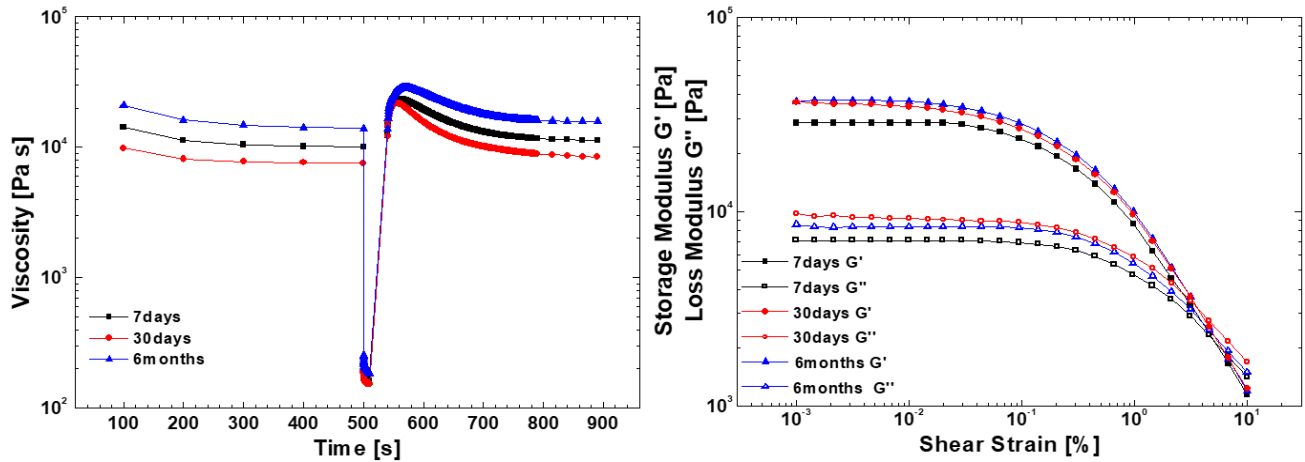 10^5
10^4
10^3
10^2
Viscosity [Pa s]
7days
30days
6months
100 200 300 400 500 600 700 800 900
Time [s]
Storage Modulus G' [Pa]
Loss Modulus G'' [Pa]
10^5
10^4
10^3
7days G'
7days G''
30days G'
30days G''
6months G'
6months G''
10^-3 10^-2 10^-1 10^0 10^1
Shear Strain [%]